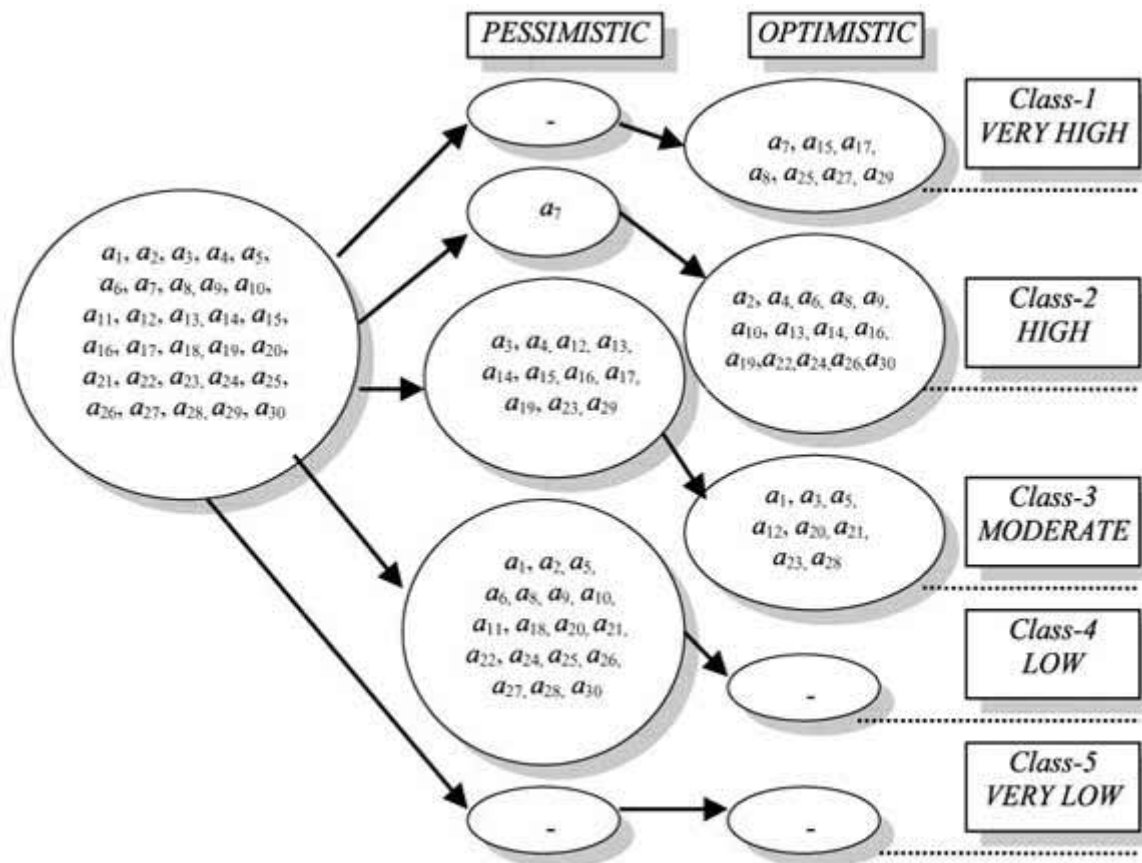 PESSIMISTIC
OPTIMISTIC
Class-1
VERY HIGH
-
a7, a15, a17,
a8, a25, a27, a29
a7
a1, a2, a3, a4, a5,
a6, a7, a8, a9, a10,
a11, a12, a13, a14, a15,
a16, a17, a18, a19, a20,
a21, a22, a23, a24, a25,
a26, a27, a28, a29, a30
Class-2
HIGH
a2, a4, a6, a8, a9,
a10, a13, a14, a16,
a19, a22, a24, a26, a30
a3, a4, a12, a13,
a14, a15, a16, a17,
a19, a23, a29
Class-3
MODERATE
a1, a3, a5,
a12, a20, a21,
a23, a28
a1, a2, a5,
a6, a8, a9, a10,
a11, a18, a20, a21,
a22, a24, a25, a26,
a27, a28, a30
Class-4
LOW
-
Class-5
VERY LOW
-
-